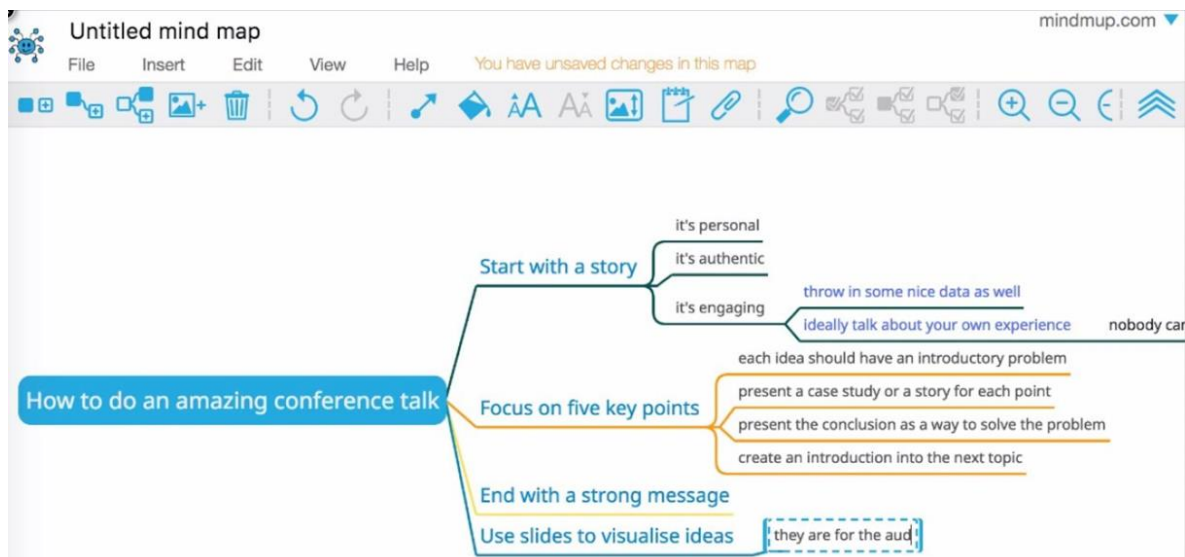 Untitled mind map
mindmup.com
File Insert Edit View Help You have unsaved changes in this map
it's personal
Start with a story
it's authentic
it's engaging
throw in some nice data as well
ideally talk about your own experience
nobody can
How to do an amazing conference talk
each idea should have an introductory problem
Focus on five key points
present a case study or a story for each point
present the conclusion as a way to solve the problem
create an introduction into the next topic
End with a strong message
Use slides to visualise ideas
they are for the aud